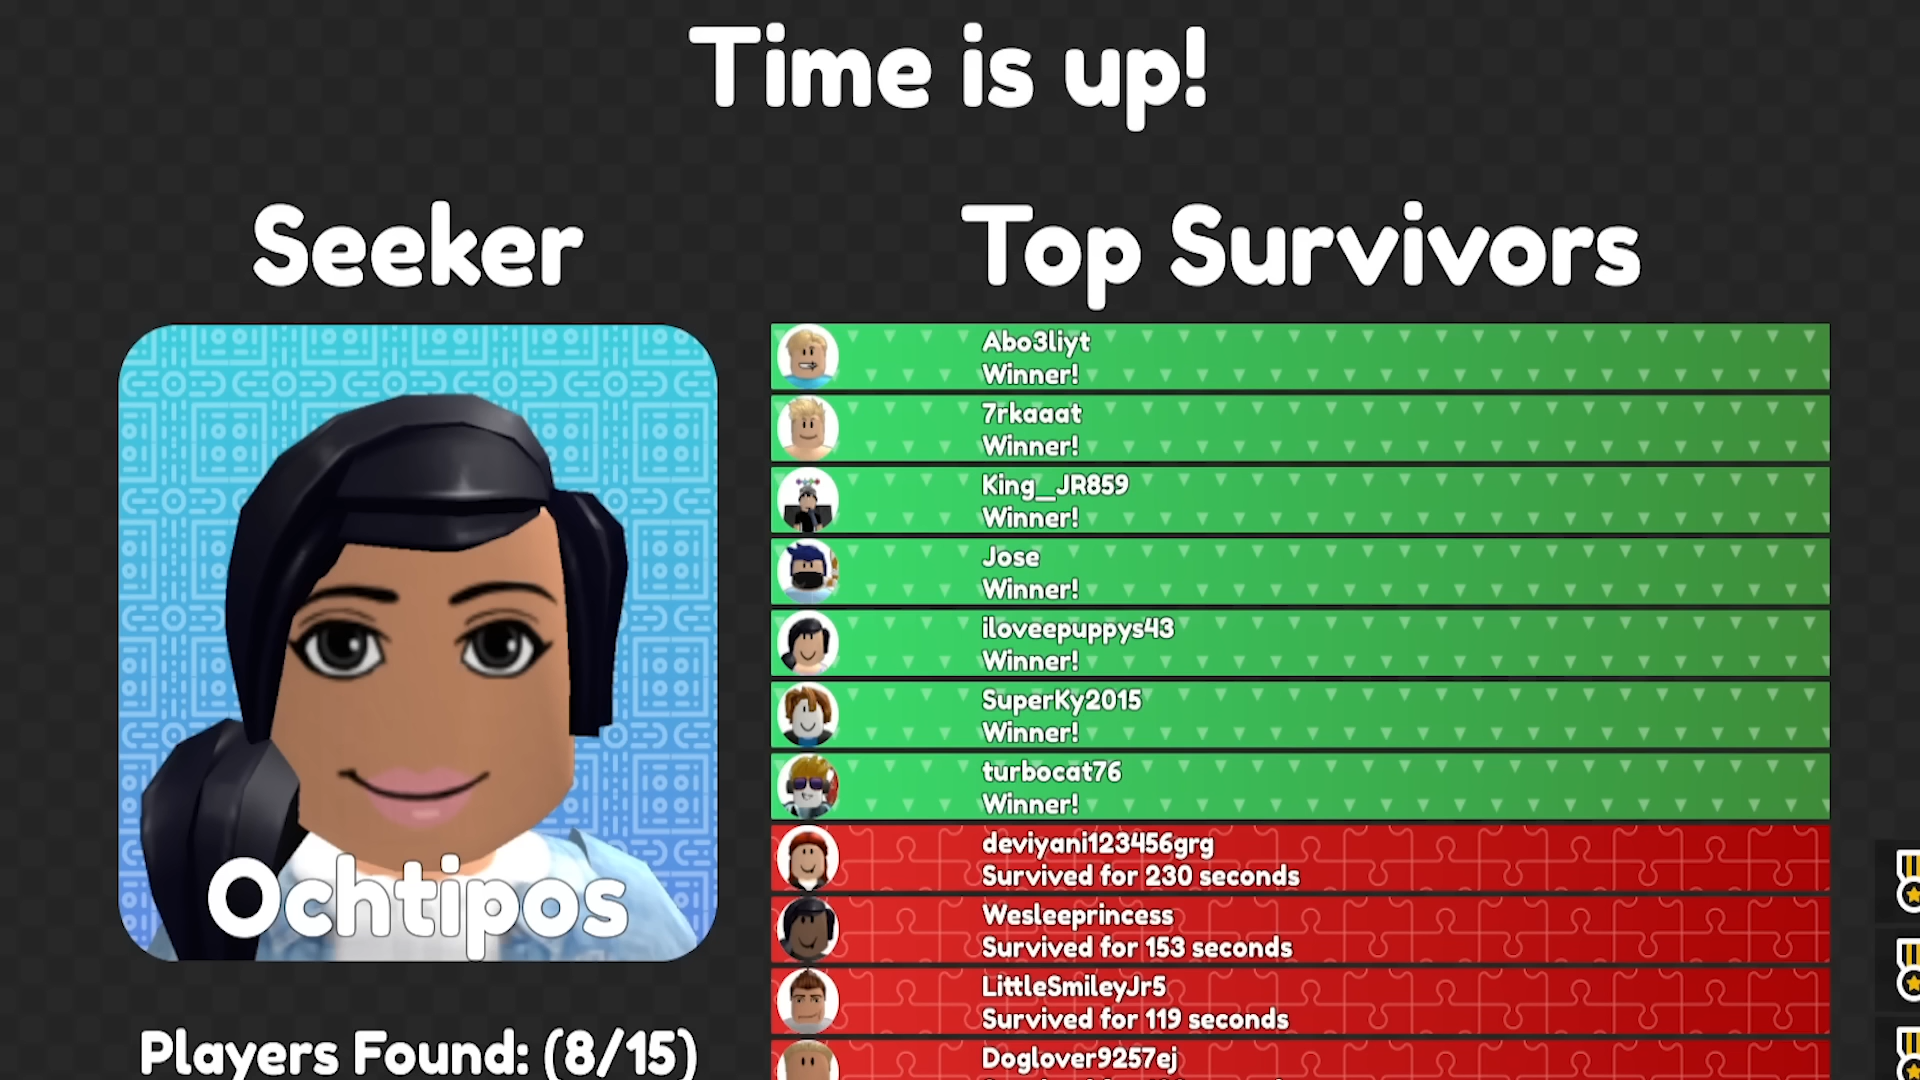 Time is up!
Seeker
Top Survivors
Abo3liyt
Winner!
7rkaaat
Winner!
King_JR859
Winner!
Jose
Winner!
iloveepuppys43
Winner!
SuperKy2015
Winner!
turbocat76
Winner!
deviyani123456grg
Survived for 230 seconds
Wesleeprincess
Survived for 153 seconds
LittleSmileyJr5
Survived for 119 seconds
Doglover9257ej
Ochtipos
Players Found: (8/15)